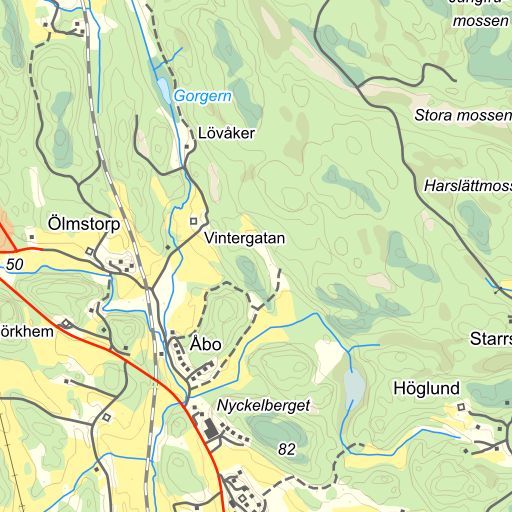 mossen
Gorgern
Stora mossen
Lövåker
Harslättmoss
Ölmstorp
Vintergatan
50
örkhem
Åbo
Starrs
Höglund
Nyckelberget
82